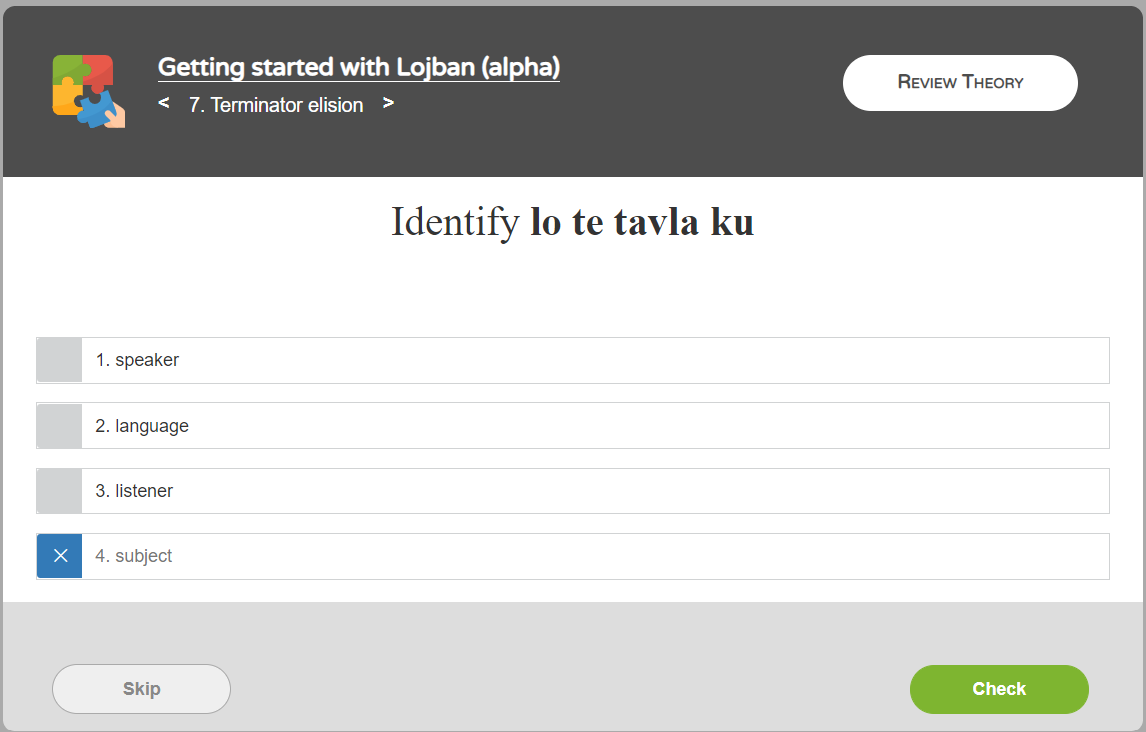 Getting started with Lojban (alpha)
< 7. Terminator elision >
Review Theory
Identify lo te tavla ku
1. speaker
2. language
3. listener
4. subject
Skip
Check